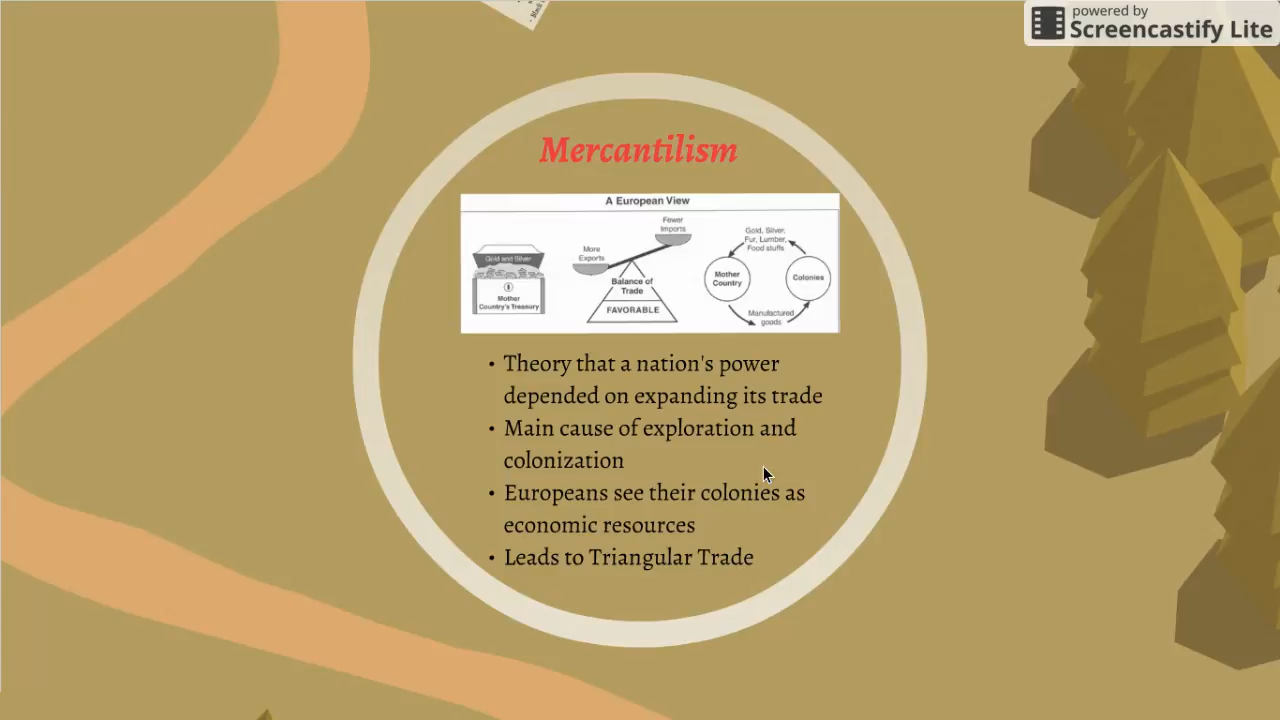 Black
powered by
Screencastify Lite
Mercantilism
A European View
Gold and Silver
Mother
Country's Treasury
More
Exports
Fewer
Imports
Balance of
Trade
FAVORABLE
Gold, Silver,
Fur, Lumber,
Food stuffs
Mother
Country
Colonies
Manufactured
goods
• Theory that a nation's power
depended on expanding its trade
• Main cause of exploration and
colonization
• Europeans see their colonies as
economic resources
• Leads to Triangular Trade